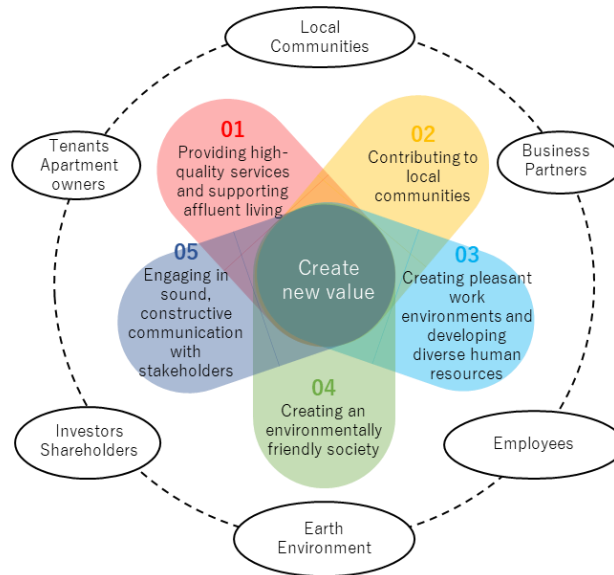 Local
Communities
Tenants
Apartment
owners
Business
Partners
01
Providing high-
quality services
and supporting
affluent living
02
Contributing to
local
communities
05
Engaging in
sound,
constructive
communication
with
stakeholders
Create
new value
03
Creating pleasant
work
environments and
developing
diverse human
resources
04
Creating an
environmentally
friendly society
Investors
Shareholders
Employees
Earth
Environment